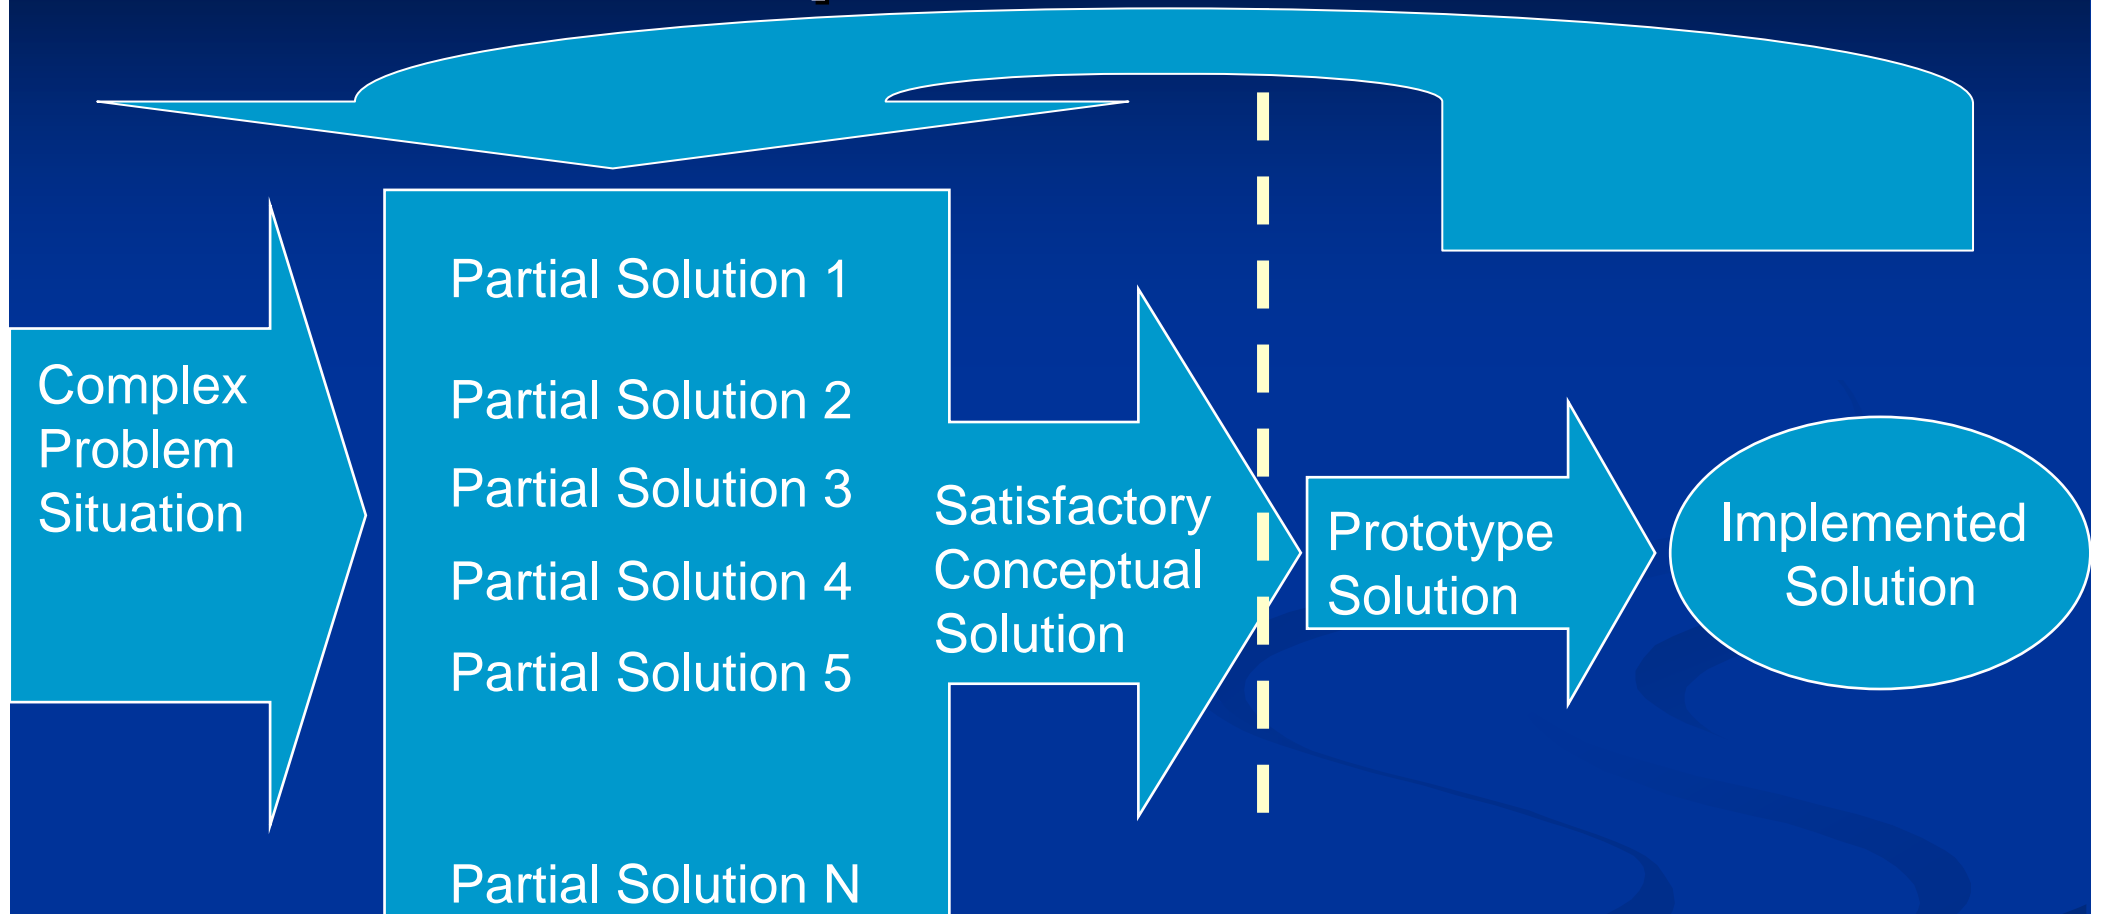 Complex
Problem
Situation
Partial Solution 1
Partial Solution 2
Partial Solution 3
Partial Solution 4
Partial Solution 5
Partial Solution N
Satisfactory
Conceptual
Solution
Prototype
Solution
Implemented
Solution